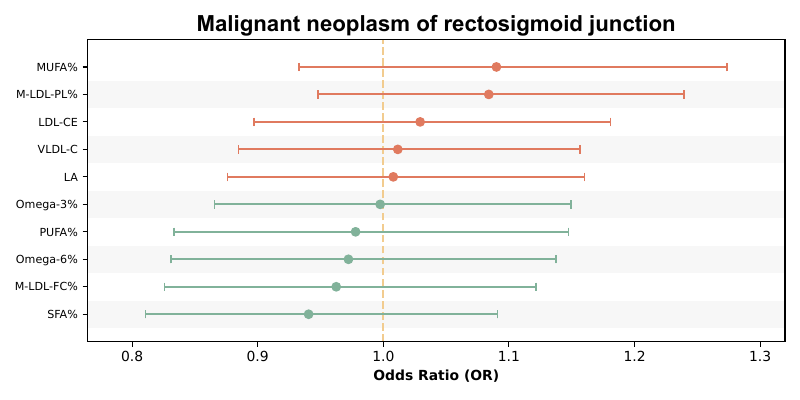 Malignant neoplasm of rectosigmoid junction
MUFA%
M-LDL-PL%
LDL-CE
VLDL-C
LA
Omega-3%
PUFA%
Omega-6%
M-LDL-FC%
SFA%
0.8 0.9 1.0 1.1 1.2 1.3
Odds Ratio (OR)